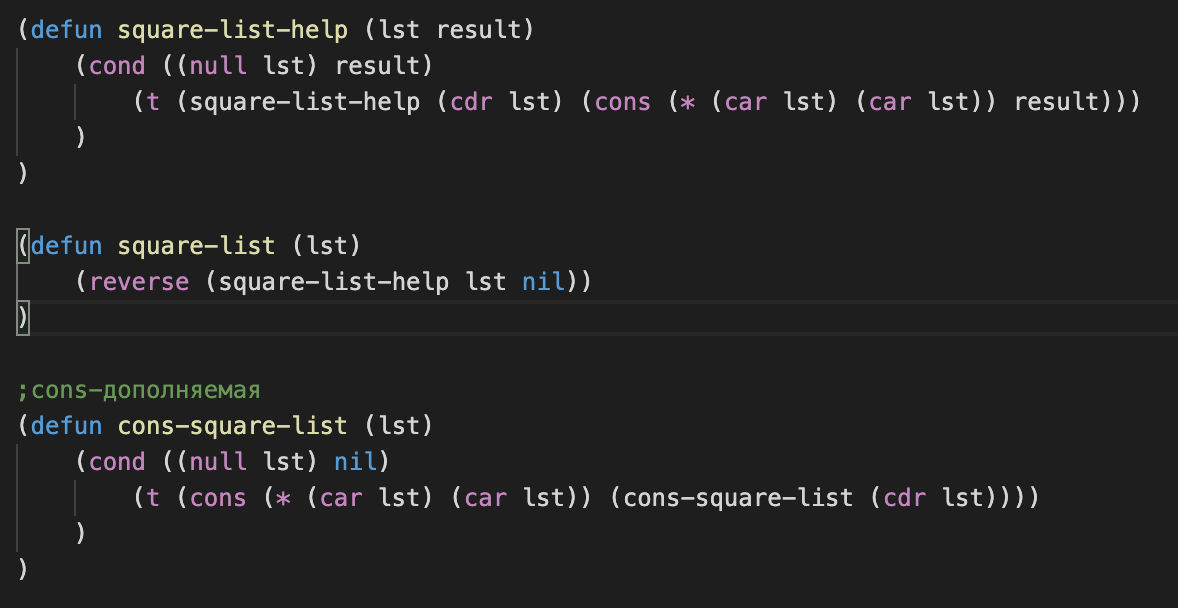 (defun square-list-help (lst result)
    (cond ((null lst) result)
        (t (square-list-help (cdr lst) (cons (* (car lst) (car lst)) result)))
    )
)
(defun square-list (lst)
    (reverse (square-list-help lst nil))
)
;cons-дополняемая
(defun cons-square-list (lst)
    (cond ((null lst) nil)
        (t (cons (* (car lst) (car lst)) (cons-square-list (cdr lst))))
    )
)